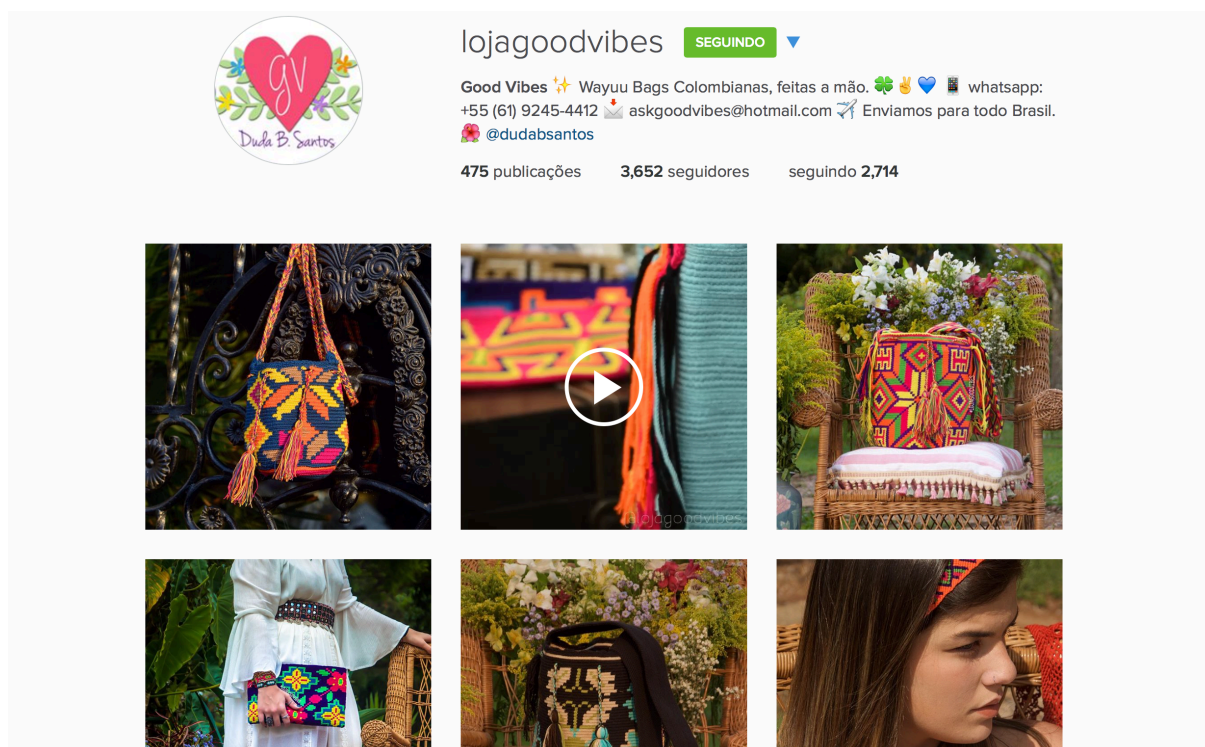 lojagoodvibes SEGUINDO
gv
Duda B. Santos
Good Vibes ✨ Wayuu Bags Colombianas, feitas a mão. 🍀✌️💙 📱 whatsapp:
+55 (61) 9245-4412 📩 askgoodvibes@hotmail.com ✈️ Enviamos para todo Brasil.
🌺 @dudabsantos
475 publicações 3,652 seguidores seguindo 2,714
@lojagoodvibes